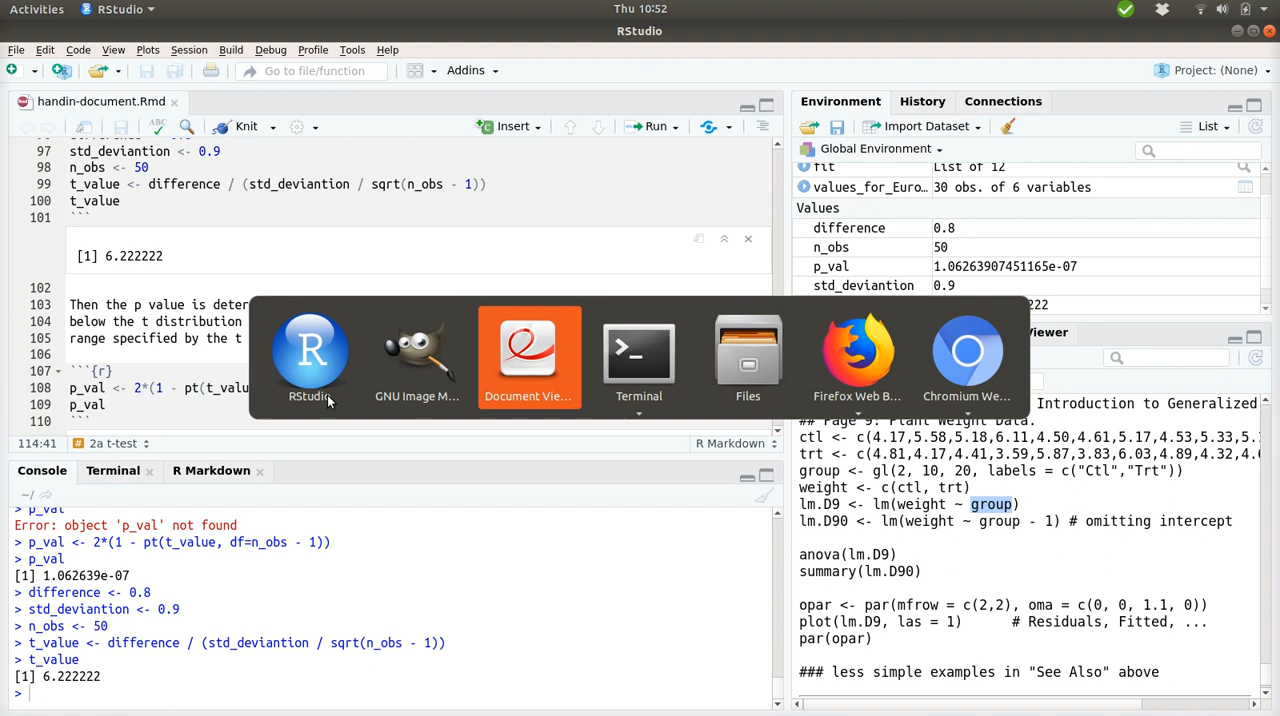 Activities RStudio Thu 10:52
RStudio
File Edit Code View Plots Session Build Debug Profile Tools Help
Go to file/function Addins Project: (None)
handin-document.Rmd
ABC Knit Insert Run
97 std_deviantion <- 0.9
98 n_obs <- 50
99 t_value <- difference / (std_deviantion / sqrt(n_obs - 1))
100 t_value
101 ```
[1] 6.222222
102
103 Then the p value is deter
104 below the t distribution
105 range specified by the t
106
107 ```{r}
108 p_val <- 2*(1 - pt(t_valu
109 p_val
110 ```
114:41 2a t-test R Markdown
Console Terminal R Markdown
~/
> p_val
Error: object 'p_val' not found
> p_val <- 2*(1 - pt(t_value, df=n_obs - 1))
> p_val
[1] 1.062639e-07
> difference <- 0.8
> std_deviantion <- 0.9
> n_obs <- 50
> t_value <- difference / (std_deviantion / sqrt(n_obs - 1))
> t_value
[1] 6.222222
>
Environment History Connections
Import Dataset List
Global Environment
fit List of 12
values_for_Euro… 30 obs. of 6 variables
Values
difference 0.8
n_obs 50
p_val 1.06263907451165e-07
std_deviantion 0.9
222
RStudio GNU Image M… Document Vie… Terminal Files Firefox Web B… Chromium We…
Viewer
Introduction to Generalized
## Page 9: Plant Weight Data.
ctl <- c(4.17,5.58,5.18,6.11,4.50,4.61,5.17,4.53,5.33,5.
trt <- c(4.81,4.17,4.41,3.59,5.87,3.83,6.03,4.89,4.32,4.
group <- gl(2, 10, 20, labels = c("Ctl","Trt"))
weight <- c(ctl, trt)
lm.D9 <- lm(weight ~ group)
lm.D90 <- lm(weight ~ group - 1) # omitting intercept
anova(lm.D9)
summary(lm.D90)
opar <- par(mfrow = c(2,2), oma = c(0, 0, 1.1, 0))
plot(lm.D9, las = 1) # Residuals, Fitted, ...
par(opar)
### less simple examples in "See Also" above